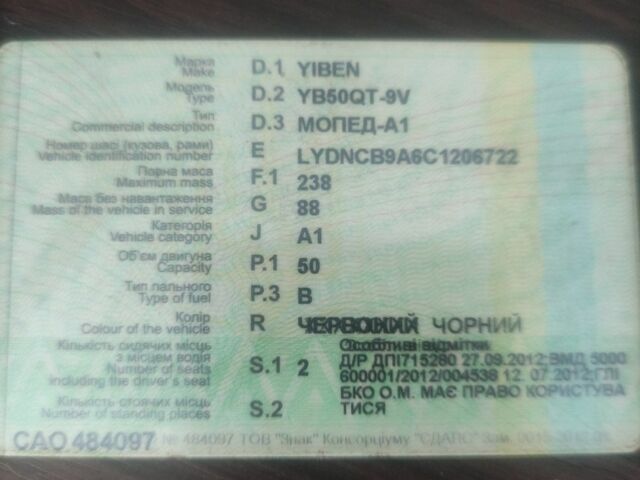 Марка
Make D.1 YIBEN
Модель
Type D.2 YB50QT-9V
Тип
Commercial description D.3 МОПЕД-А1
Номер шасі (кузова, рами)
Vehicle identification number E LYDNCB9A6C1206722
Повна маса
Maximum mass F.1 238
Маса без навантаження
Mass of the vehicle in service G 88
Категорія
Vehicle category J A1
Об'єм двигуна
Capacity P.1 50
Тип пального
Type of fuel P.3 B
Колір
Colour of the vehicle R ЧЕРВОНИЙ ЧОРНИЙ
Кількість сидячих місць
з місцем водія
Number of seats
including the driver's seat S.1 2
Особливі відмітки
Д/Р ДПІ715280 27.09.2012;ВМД 5000
600001/2012/004538 12. 07.2012;ГЛІ
БКО О.М. МАЄ ПРАВО КОРИСТУВА
ТИСЯ
Кількість стоячих місць
Number of standing places S.2
САО 484097 № 484097 ТОВ "Знак" Консорціуму "ЄДАПС" Зам.